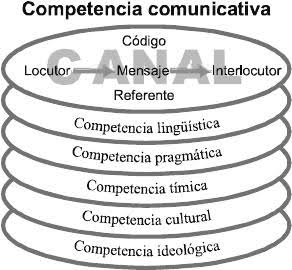 Competencia comunicativa
Código
CANAL
Locutor Mensaje Interlocutor
Referente
Competencia lingüística
Competencia pragmática
Competencia tímica
Competencia cultural
Competencia ideológica